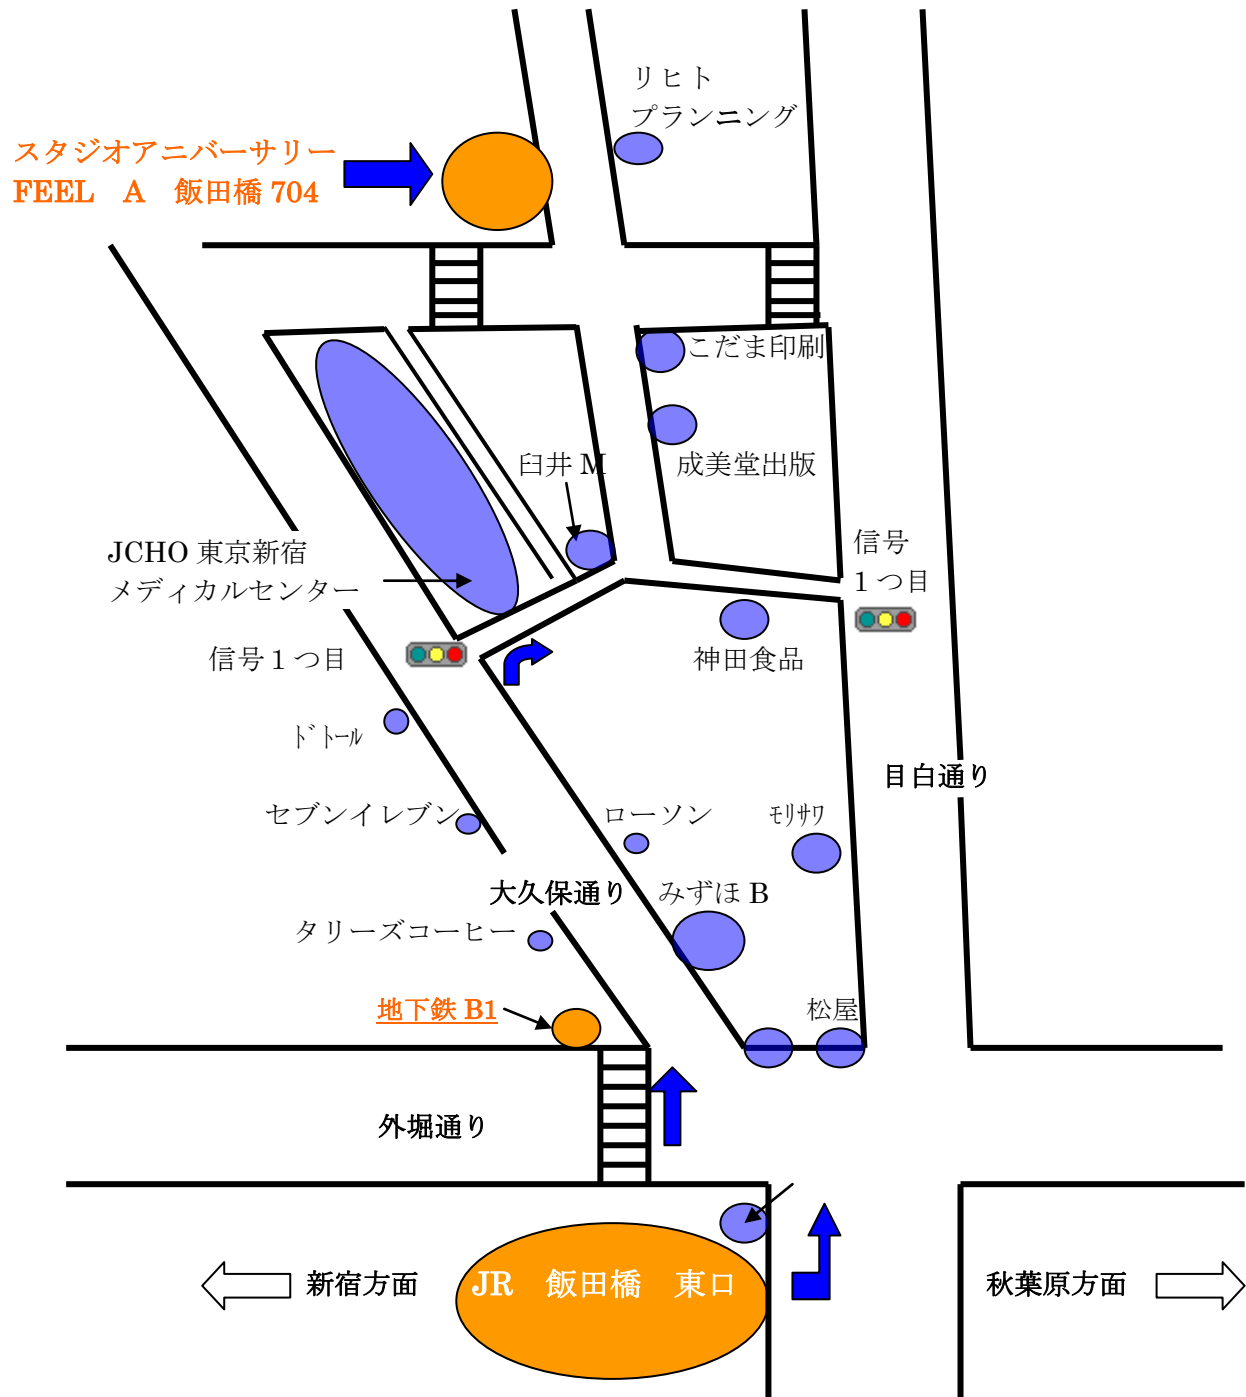 リヒト
プランニング
スタジオアニバーサリー
FEEL A 飯田橋 704
こだま印刷
臼井 M
成美堂出版
JCHO 東京新宿
メディカルセンター
信号
１つ目
信号１つ目
神田食品
ﾄﾞﾄｰﾙ
目白通り
セブンイレブン
ローソン
ﾓﾘｻﾜ
大久保通り
みずほ B
タリーズコーヒー
地下鉄 B1
松屋
外堀通り
新宿方面
JR 飯田橋 東口
秋葉原方面